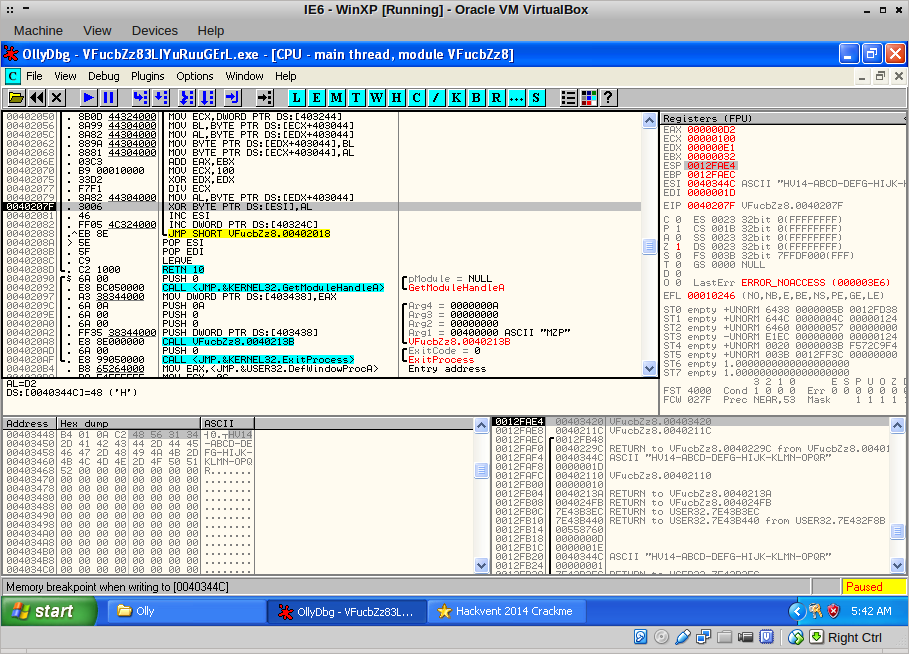 IE6 - WinXP [Running] - Oracle VM VirtualBox
Machine View Devices Help
OllyDbg - VFucbZz83LlYuRuuGErL.exe - [CPU - main thread, module VFucbZz8]
C File View Debug Plugins Options Window Help
L E M T W H C / K B R ... S ?
00402050 . 8B0D 44324000 MOV ECX,DWORD PTR DS:[403244]
00402056 . 8A99 44304000 MOV BL,BYTE PTR DS:[ECX+403044]
0040205C . 8A82 44304000 MOV AL,BYTE PTR DS:[EDX+403044]
00402062 . 889A 44304000 MOV BYTE PTR DS:[EDX+403044],BL
00402068 . 8881 44304000 MOV BYTE PTR DS:[ECX+403044],AL
0040206E . 03C3 ADD EAX,EBX
00402070 . B9 00010000 MOV ECX,100
00402075 . 33D2 XOR EDX,EDX
00402077 . F7F1 DIV ECX
00402079 . 8A82 44304000 MOV AL,BYTE PTR DS:[EDX+403044]
0040207F . 3006 XOR BYTE PTR DS:[ESI],AL
00402081 . 46 INC ESI
00402082 . FF05 4C324000 INC DWORD PTR DS:[40324C]
00402088 .^EB 8E JMP SHORT VFucbZz8.00402018
0040208A > 5E POP ESI
0040208B . 5F POP EDI
0040208C . C9 LEAVE
0040208D . C2 1000 RETN 10
00402090 $ 6A 00 PUSH 0 pModule = NULL
00402092 . E8 BC050000 CALL <JMP.&KERNEL32.GetModuleHandleA> GetModuleHandleA
00402097 . A3 38344000 MOV DWORD PTR DS:[403438],EAX
0040209C . 6A 0A PUSH 0A Arg4 = 0000000A
0040209E . 6A 00 PUSH 0 Arg3 = 00000000
004020A0 . 6A 00 PUSH 0 Arg2 = 00000000
004020A2 . FF35 38344000 PUSH DWORD PTR DS:[403438] Arg1 = 00400000 ASCII "MZP"
004020A8 . E8 8E000000 CALL VFucbZz8.0040213B VFucbZz8.0040213B
004020AD . 6A 00 PUSH 0 ExitCode = 0
004020AF . E8 99050000 CALL <JMP.&KERNEL32.ExitProcess> ExitProcess
004020B4 . B8 65264000 MOV EAX,<JMP.&USER32.DefWindowProcA> Entry address
AL=D2
DS:[0040344C]=48 ('H')
Registers (FPU)
EAX 000000D2
ECX 00000100
EDX 000000E1
EBX 00000032
ESP 0012FAE4
EBP 0012FAEC
ESI 0040344C ASCII "HV14-ABCD-DEFG-HIJK-
EDI 0000001D
EIP 0040207F VFucbZz8.0040207F
C 0 ES 0023 32bit 0(FFFFFFFF)
P 1 CS 001B 32bit 0(FFFFFFFF)
A 0 SS 0023 32bit 0(FFFFFFFF)
Z 1 DS 0023 32bit 0(FFFFFFFF)
S 0 FS 003B 32bit 7FFDF000(FFF)
T 0 GS 0000 NULL
D 0
O 0 LastErr ERROR_NOACCESS (000003E6)
EFL 00010246 (NO,NB,E,BE,NS,PE,GE,LE)
ST0 empty +UNORM 6438 0000005B 0012FD38
ST1 empty -UNORM 644C 0000004C 00000124
ST2 empty +UNORM 6460 00000057 00000000
ST3 empty -UNORM E1EC 00000000 00000124
ST4 empty +UNORM 0020 0000003B F572C9F4
ST5 empty +UNORM 003B 0012FF3C 00000000
ST6 empty 1.0000000000000000000
ST7 empty 1.0000000000000000000
3 2 1 0 E S P U O Z D
FST 4000 Cond 1 0 0 0 Err 0 0 0 0 0 0 0
FCW 027F Prec NEAR,53 Mask 1 1 1 1 1
Address Hex dump ASCII
00403448 B4 01 0A C2 48 56 31 34 HV14
00403450 2D 41 42 43 44 2D 44 45 -ABCD-DE
00403458 46 47 2D 48 49 4A 4B 2D FG-HIJK-
00403460 4B 4C 4D 4E 2D 4F 50 51 KLMN-OPQ
00403468 52 00 00 00 00 00 00 00 R.......
00403470 00 00 00 00 00 00 00 00 ........
00403478 00 00 00 00 00 00 00 00 ........
00403480 00 00 00 00 00 00 00 00 ........
00403488 00 00 00 00 00 00 00 00 ........
00403490 00 00 00 00 00 00 00 00 ........
00403498 00 00 00 00 00 00 00 00 ........
004034A0 00 00 00 00 00 00 00 00 ........
004034A8 00 00 00 00 00 00 00 00 ........
004034B0 00 00 00 00 00 00 00 00 ........
004034B8 00 00 00 00 00 00 00 00 ........
004034C0 00 00 00 00 00 00 00 00 ........
0012FAE4 00403420 VFucbZz8.00403420
0012FAE8 0040211C VFucbZz8.0040211C
0012FAEC 0012FB48
0012FAF0 0040229C RETURN to VFucbZz8.0040229C from VFucbZz8.00401
0012FAF4 0040344C ASCII "HV14-ABCD-DEFG-HIJK-KLMN-OPQR"
0012FAF8 0000001D
0012FAFC 00402110 VFucbZz8.00402110
0012FB00 00000010
0012FB04 0040213A RETURN to VFucbZz8.0040213A
0012FB08 004024FB RETURN to VFucbZz8.004024FB
0012FB0C 7E43B3EC RETURN to USER32.7E43B3EC
0012FB10 7E43B440 RETURN to USER32.7E43B440 from USER32.7E432F8B
0012FB14 00558760
0012FB18 0000000D
0012FB1C 0000001E
0012FB20 0040344C ASCII "HV14-ABCD-DEFG-HIJK-KLMN-OPQR"
0012FB24 00000001
Memory breakpoint when writing to [0040344C] Paused
start Olly OllyDbg - VFucbZz83L... Hackvent 2014 Crackme 5:42 AM
Right Ctrl